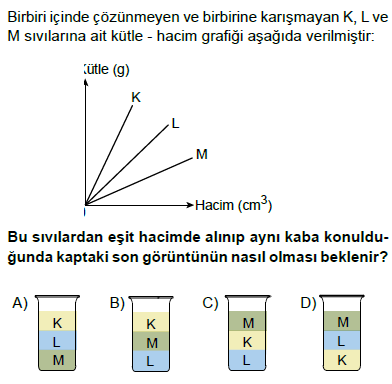 Birbiri içinde çözünmeyen ve birbirine karışmayan K, L ve
M sıvılarına ait kütle - hacim grafiği aşağıda verilmiştir:
Kütle (g)
K
L
M
Hacim (cm³)
Bu sıvılardan eşit hacimde alınıp aynı kaba konuldu-
ğunda kaptaki son görüntünün nasıl olması beklenir?
A) B) C) D)
K K M M
L M K L
M L L K